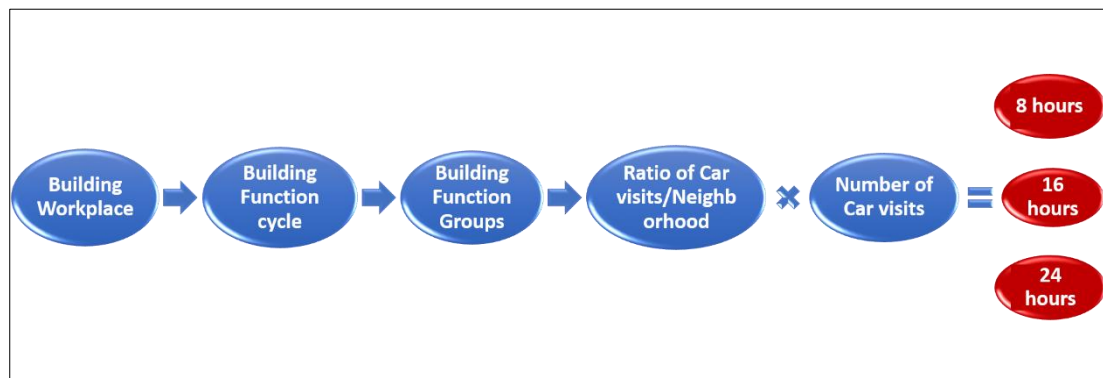 Building
Workplace
Building
Function
cycle
Building
Function
Groups
Ratio of Car
visits/Neighb
orhood
Number of
Car visits
8 hours
16
hours
24
hours